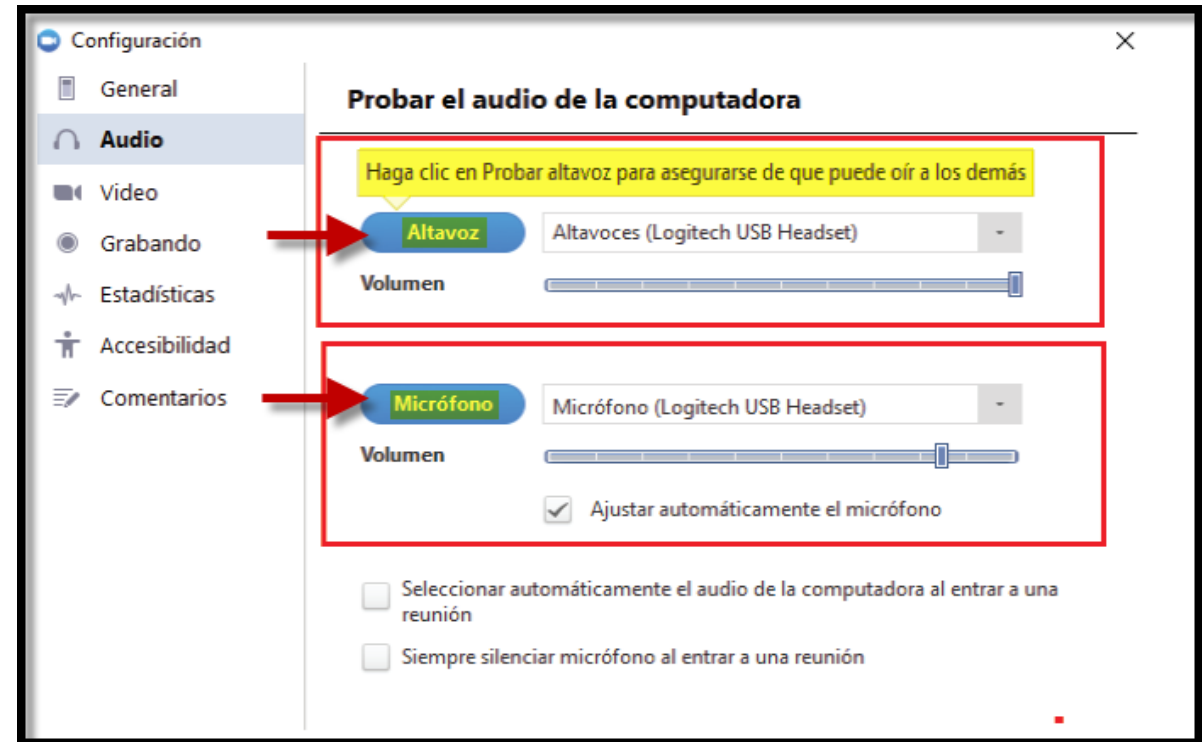 Configuración
General
Audio
Video
Grabando
Estadísticas
Accesibilidad
Comentarios
Probar el audio de la computadora
Haga clic en Probar altavoz para asegurarse de que puede oír a los demás
Altavoz
Altavoces (Logitech USB Headset)
Volumen
Micrófono
Micrófono (Logitech USB Headset)
Volumen
Ajustar automáticamente el micrófono
Seleccionar automáticamente el audio de la computadora al entrar a una
reunión
Siempre silenciar micrófono al entrar a una reunión